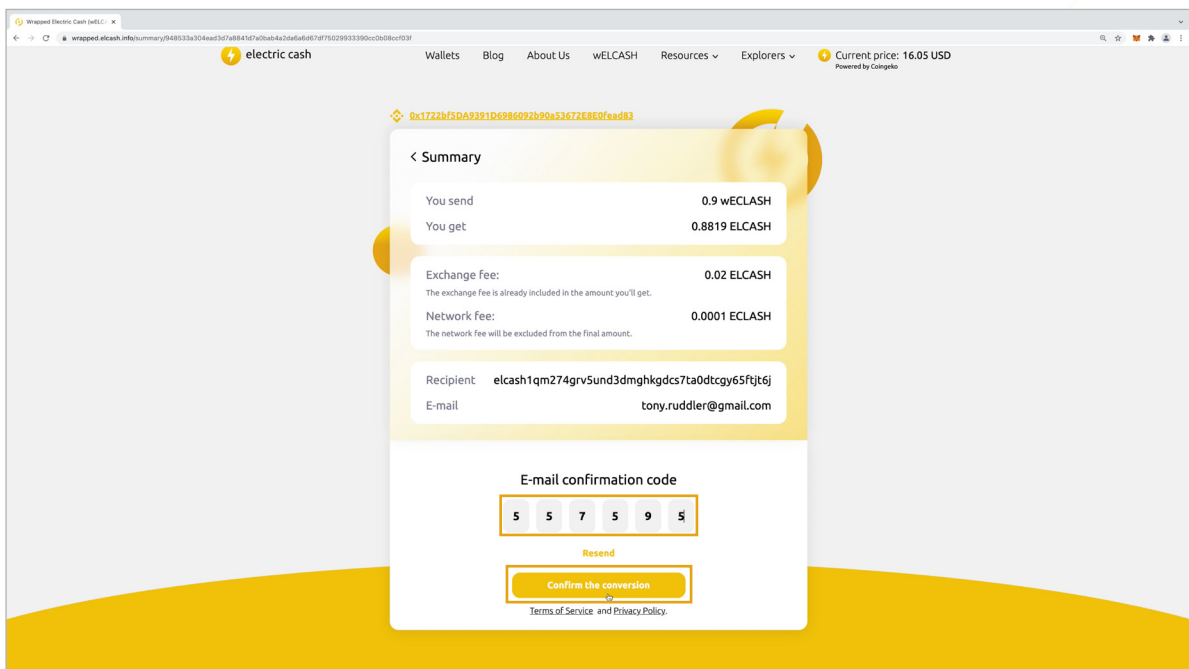 Wrapped Electric Cash (wELC
wrapped.elcash.info/summary/948533a304ead3d7a8841d7a0bab4a2da6a6d67df75029933390cc0b08ccf03f
electric cash Wallets Blog About Us wELCASH Resources Explorers Current price: 16.05 USD
Powered by Coingeko
0x1722bf5DA9391D6986092b90a53672E8E0fead83
Summary
You send 0.9 wECLASH
You get 0.8819 ELCASH
Exchange fee: 0.02 ELCASH
The exchange fee is already included in the amount you'll get.
Network fee: 0.0001 ECLASH
The network fee will be excluded from the final amount.
Recipient elcash1qm274grv5und3dmghkgdcs7ta0dtcgy65ftjt6j
E-mail tony.ruddler@gmail.com
E-mail confirmation code
5 5 7 5 9 5
Resend
Confirm the conversion
Terms of Service and Privacy Policy.